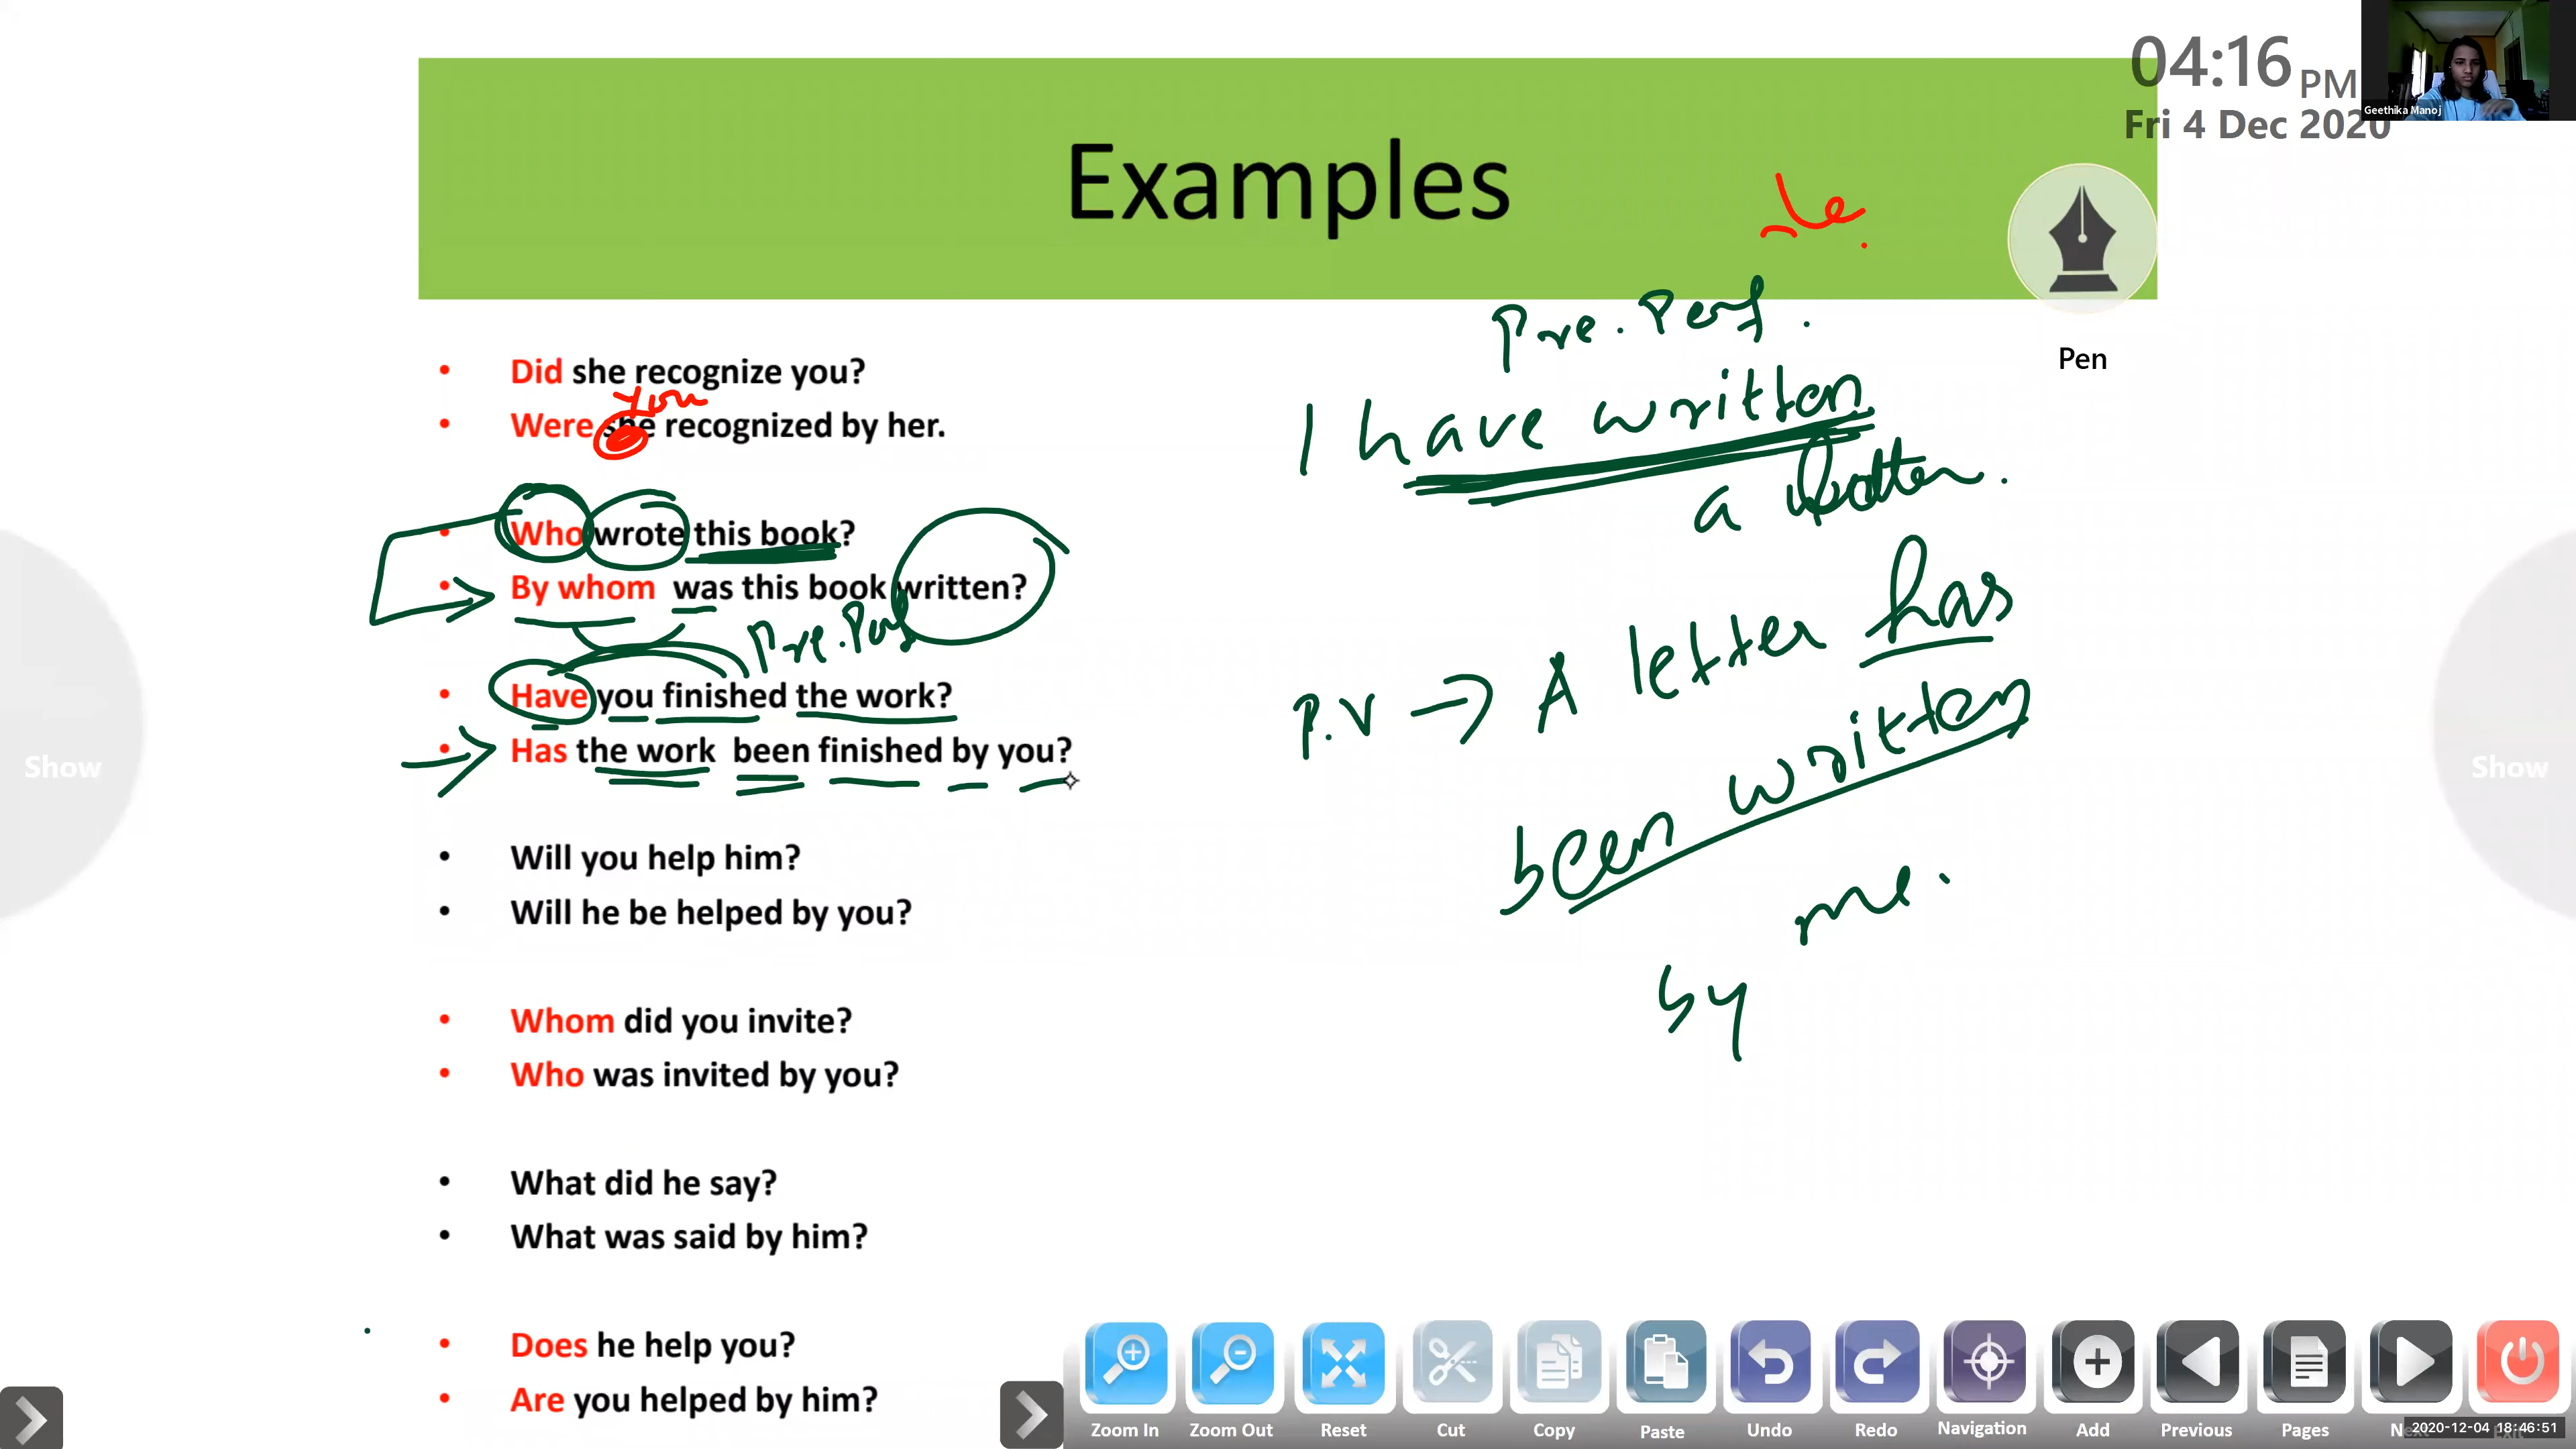 04:16 PM
Fri 4 Dec 2020
Geethika Manoj
Examples
Pen
• Did she recognize you?
you
• Were she recognized by her.
• Who wrote this book?
• By whom was this book written?
Pre. Perf
• Have you finished the work?
• Has the work been finished by you?
• Will you help him?
• Will he be helped by you?
• Whom did you invite?
• Who was invited by you?
• What did he say?
• What was said by him?
• Does he help you?
• Are you helped by him?
Pre. Perf.
I have written
a letter.
P.V → A letter has
been written
by me.
Show
Show
Zoom In Zoom Out Reset Cut Copy Paste Undo Redo Navigation Add Previous Pages
2020-12-04 18:46:51